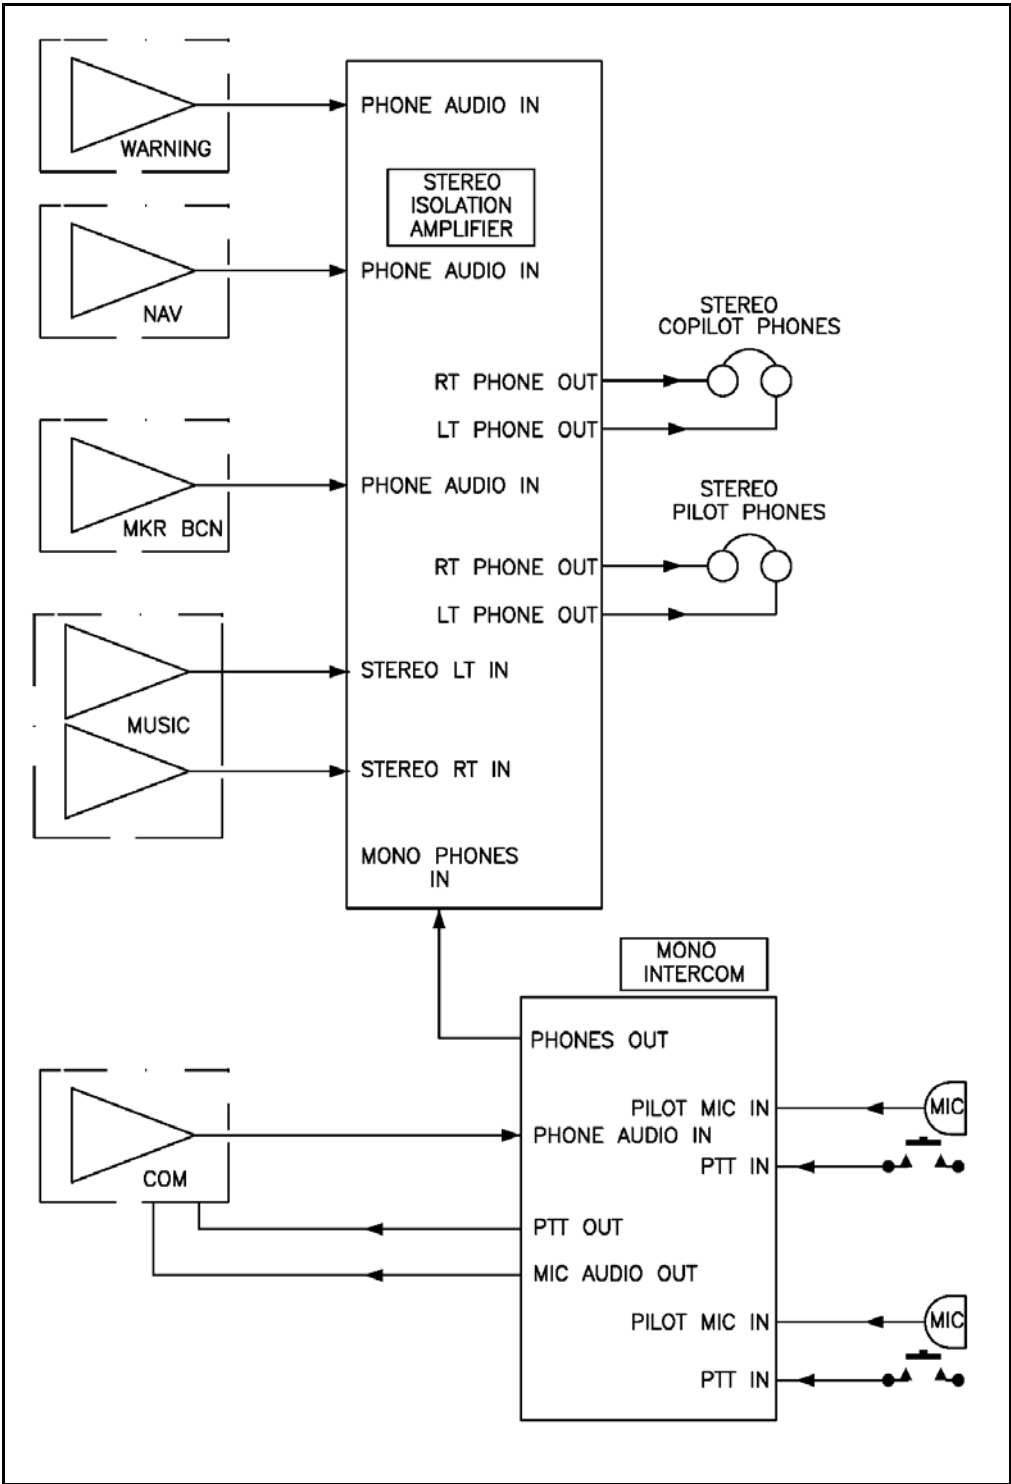 PHONE AUDIO IN
WARNING
STEREO
ISOLATION
AMPLIFIER
PHONE AUDIO IN
NAV
STEREO
COPILOT PHONES
RT PHONE OUT
LT PHONE OUT
PHONE AUDIO IN
MKR BCN
STEREO
PILOT PHONES
RT PHONE OUT
LT PHONE OUT
STEREO LT IN
MUSIC
STEREO RT IN
MONO PHONES
IN
MONO
INTERCOM
PHONES OUT
PILOT MIC IN
MIC
PHONE AUDIO IN
PTT IN
COM
PTT OUT
MIC AUDIO OUT
PILOT MIC IN
MIC
PTT IN